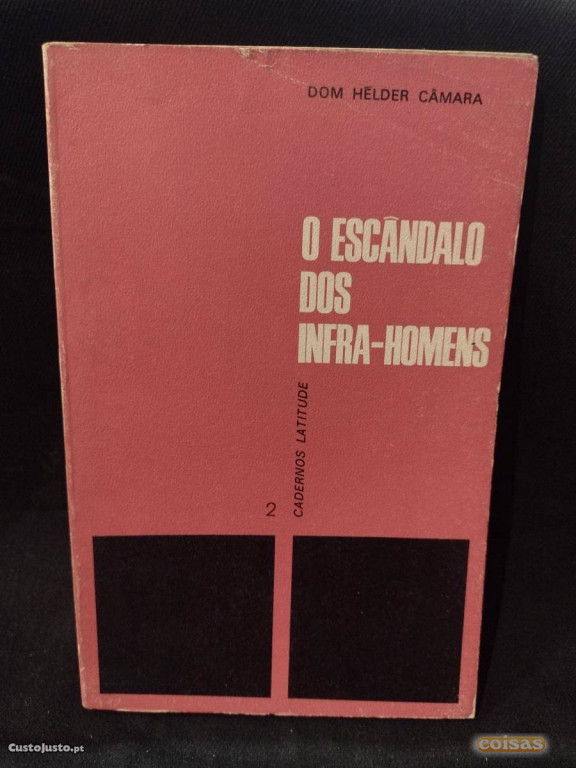 DOM HÉLDER CÂMARA
O ESCÂNDALO
DOS
INFRA-HOMENS
CADERNOS LATITUDE
2
CustoJusto.pt
coisas